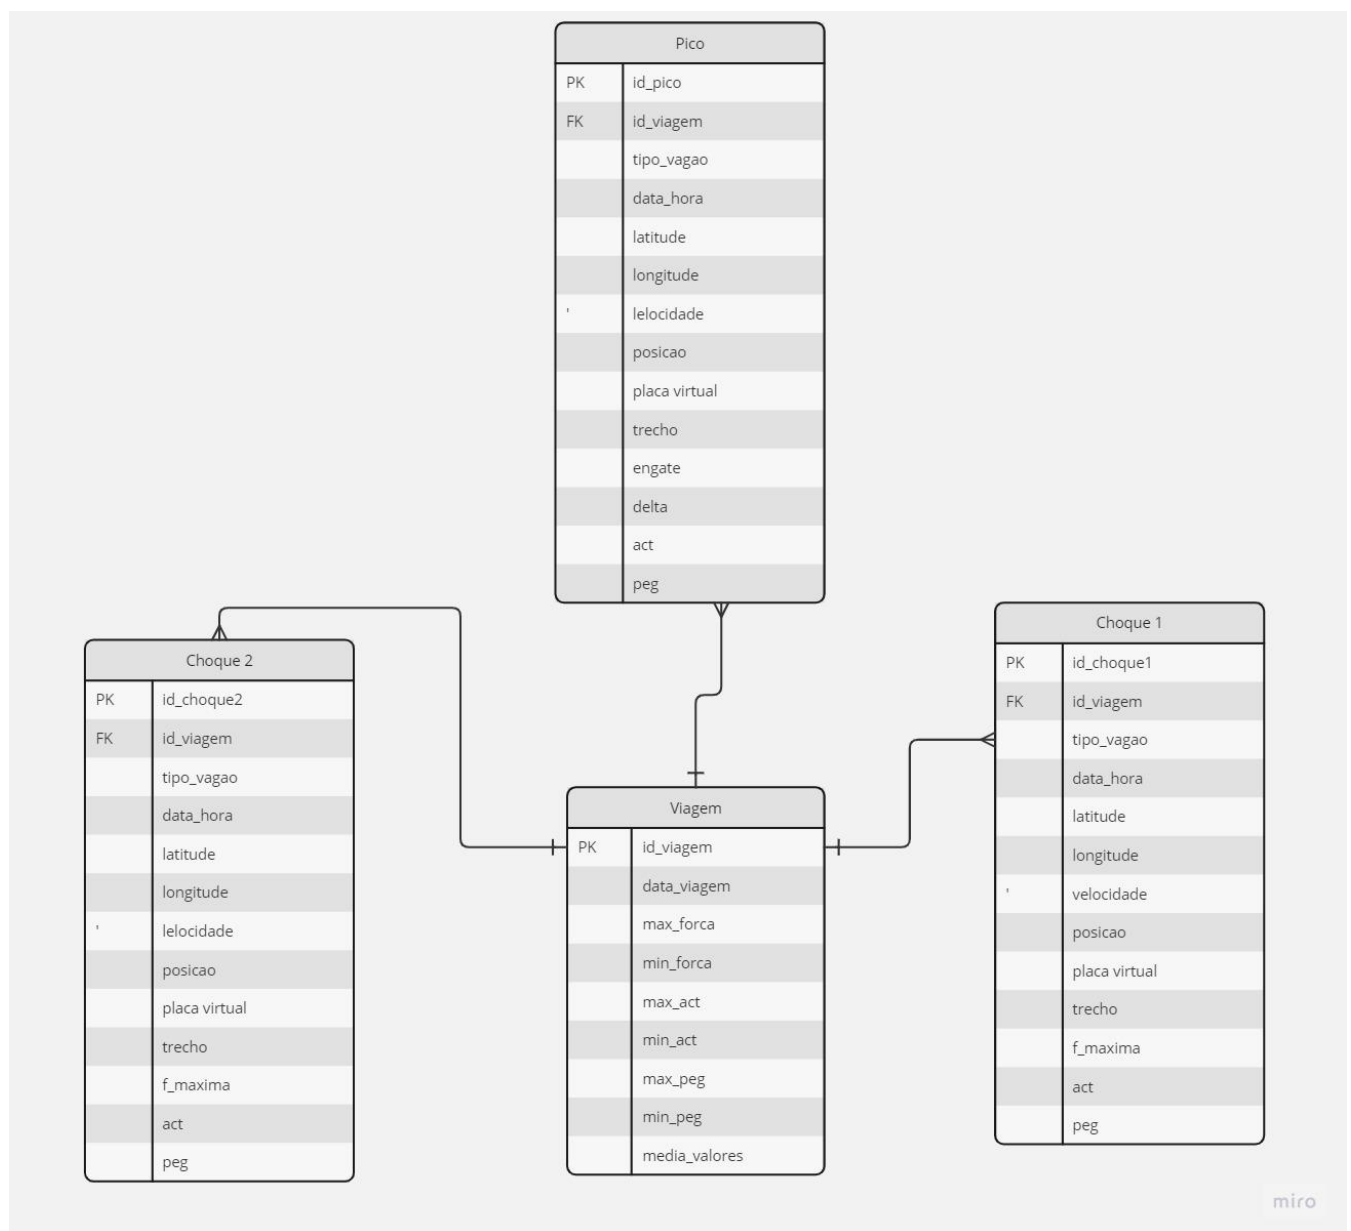 Pico
PK id_pico
FK id_viagem
tipo_vagao
data_hora
latitude
longitude
' lelocidade
posicao
placa virtual
trecho
engate
delta
act
peg
Choque 2
PK id_choque2
FK id_viagem
tipo_vagao
data_hora
latitude
longitude
' lelocidade
posicao
placa virtual
trecho
f_maxima
act
peg
Viagem
PK id_viagem
data_viagem
max_forca
min_forca
max_act
min_act
max_peg
min_peg
media_valores
Choque 1
PK id_choque1
FK id_viagem
tipo_vagao
data_hora
latitude
longitude
' velocidade
posicao
placa virtual
trecho
f_maxima
act
peg
miro